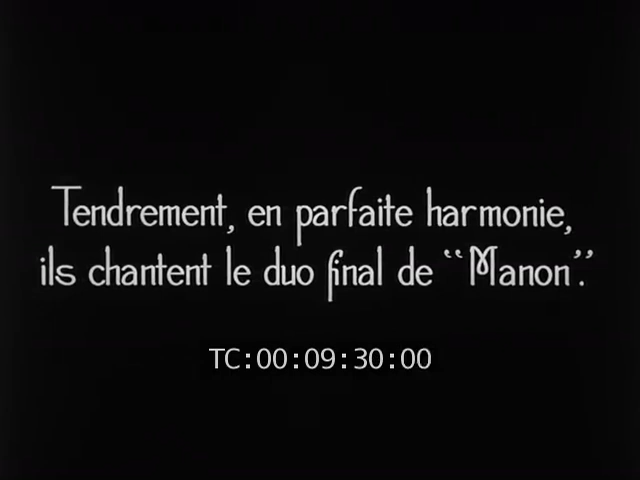 Tendrement, en parfaite harmonie,
ils chantent le duo final de “Manon”.
TC:00:09:30:00